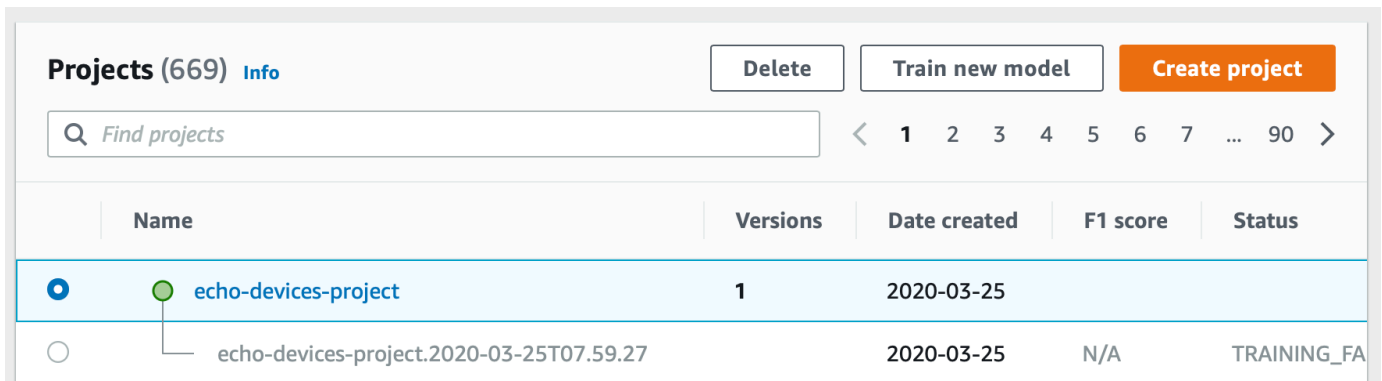 Projects (669) Info Delete Train new model Create project
Find projects 1 2 3 4 5 6 7 ... 90
Name Versions Date created F1 score Status
echo-devices-project 1 2020-03-25
echo-devices-project.2020-03-25T07.59.27 2020-03-25 N/A TRAINING_FA